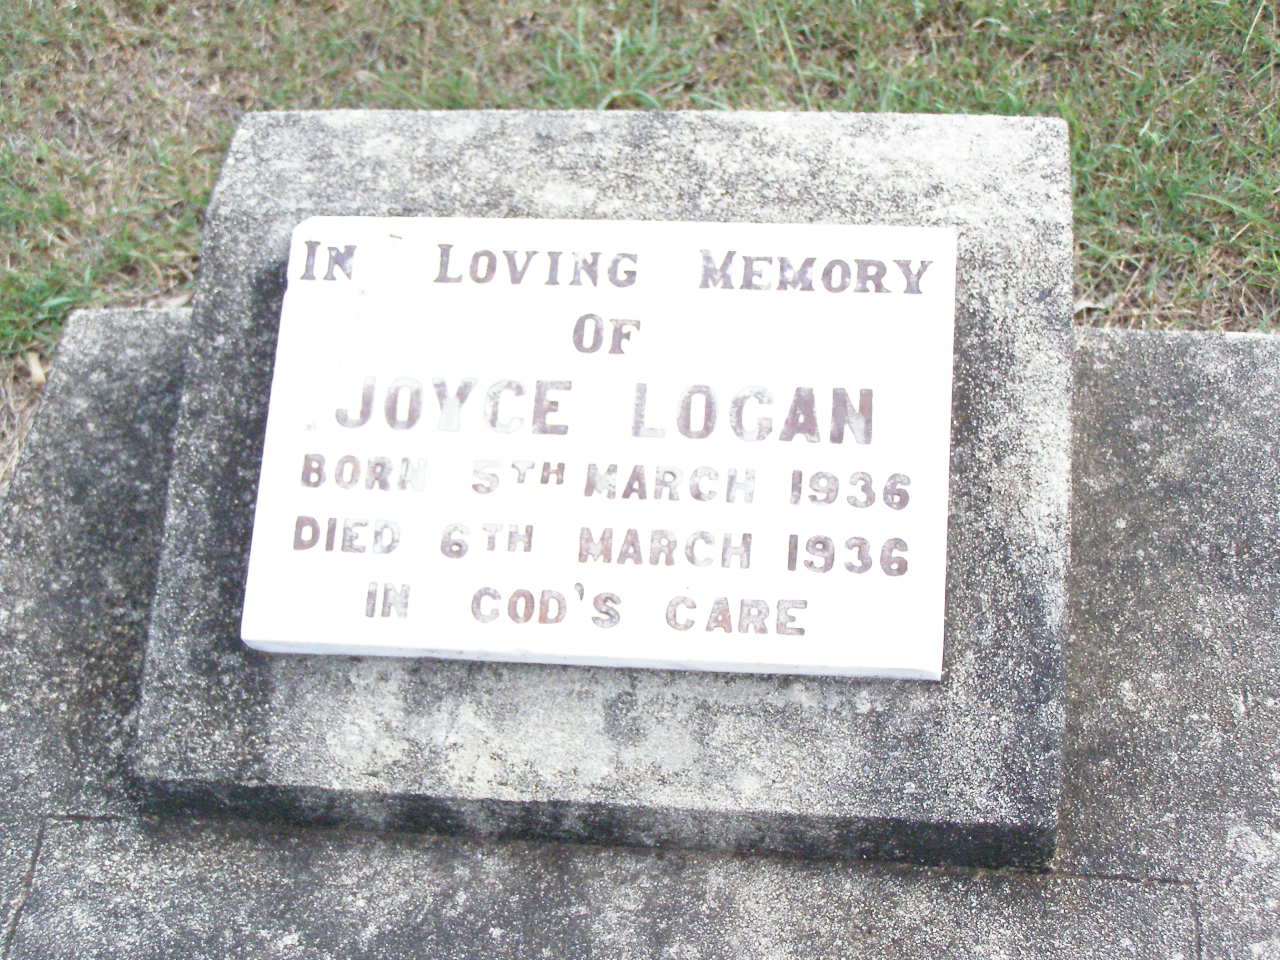 IN LOVING MEMORY
OF
JOYCE LOGAN
BORN 5TH MARCH 1936
DIED 6TH MARCH 1936
IN GOD'S CARE